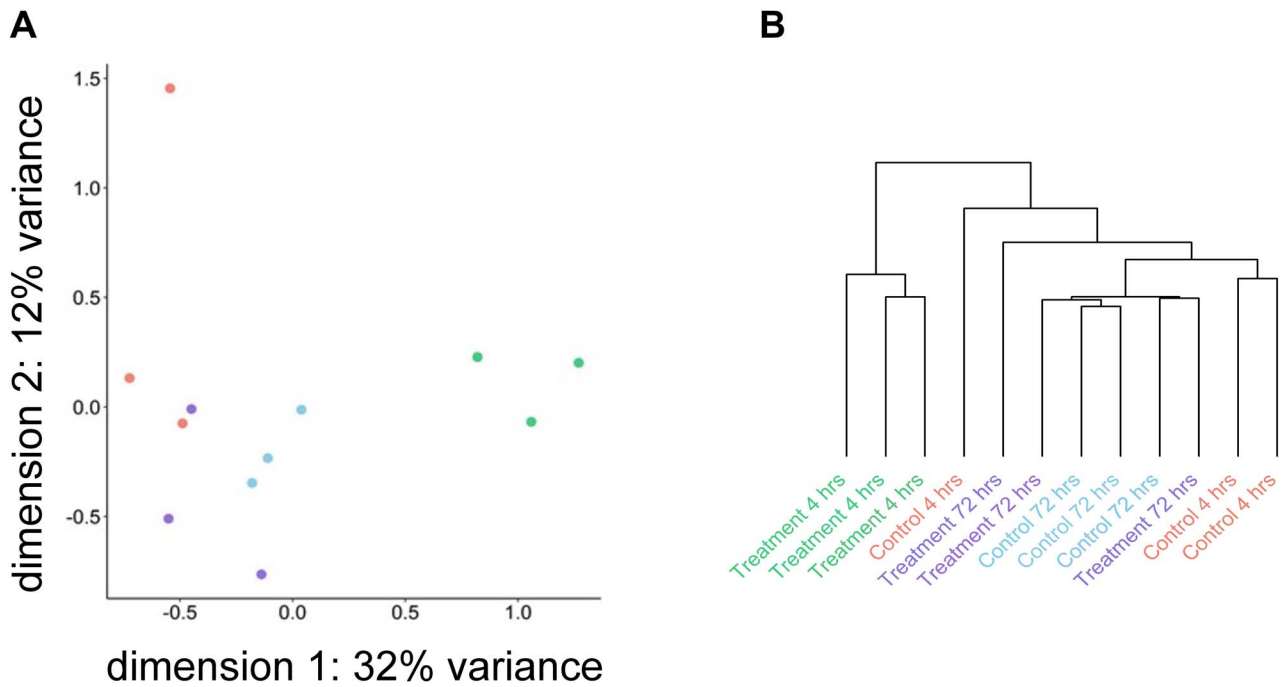 A
B
dimension 2: 12% variance
1.5
1.0
0.5
0.0
-0.5
-0.5
0.0
0.5
1.0
dimension 1: 32% variance
Treatment 4 hrs
Treatment 4 hrs
Treatment 4 hrs
Control 4 hrs
Treatment 72 hrs
Treatment 72 hrs
Control 72 hrs
Control 72 hrs
Control 72 hrs
Treatment 72 hrs
Control 4 hrs
Control 4 hrs